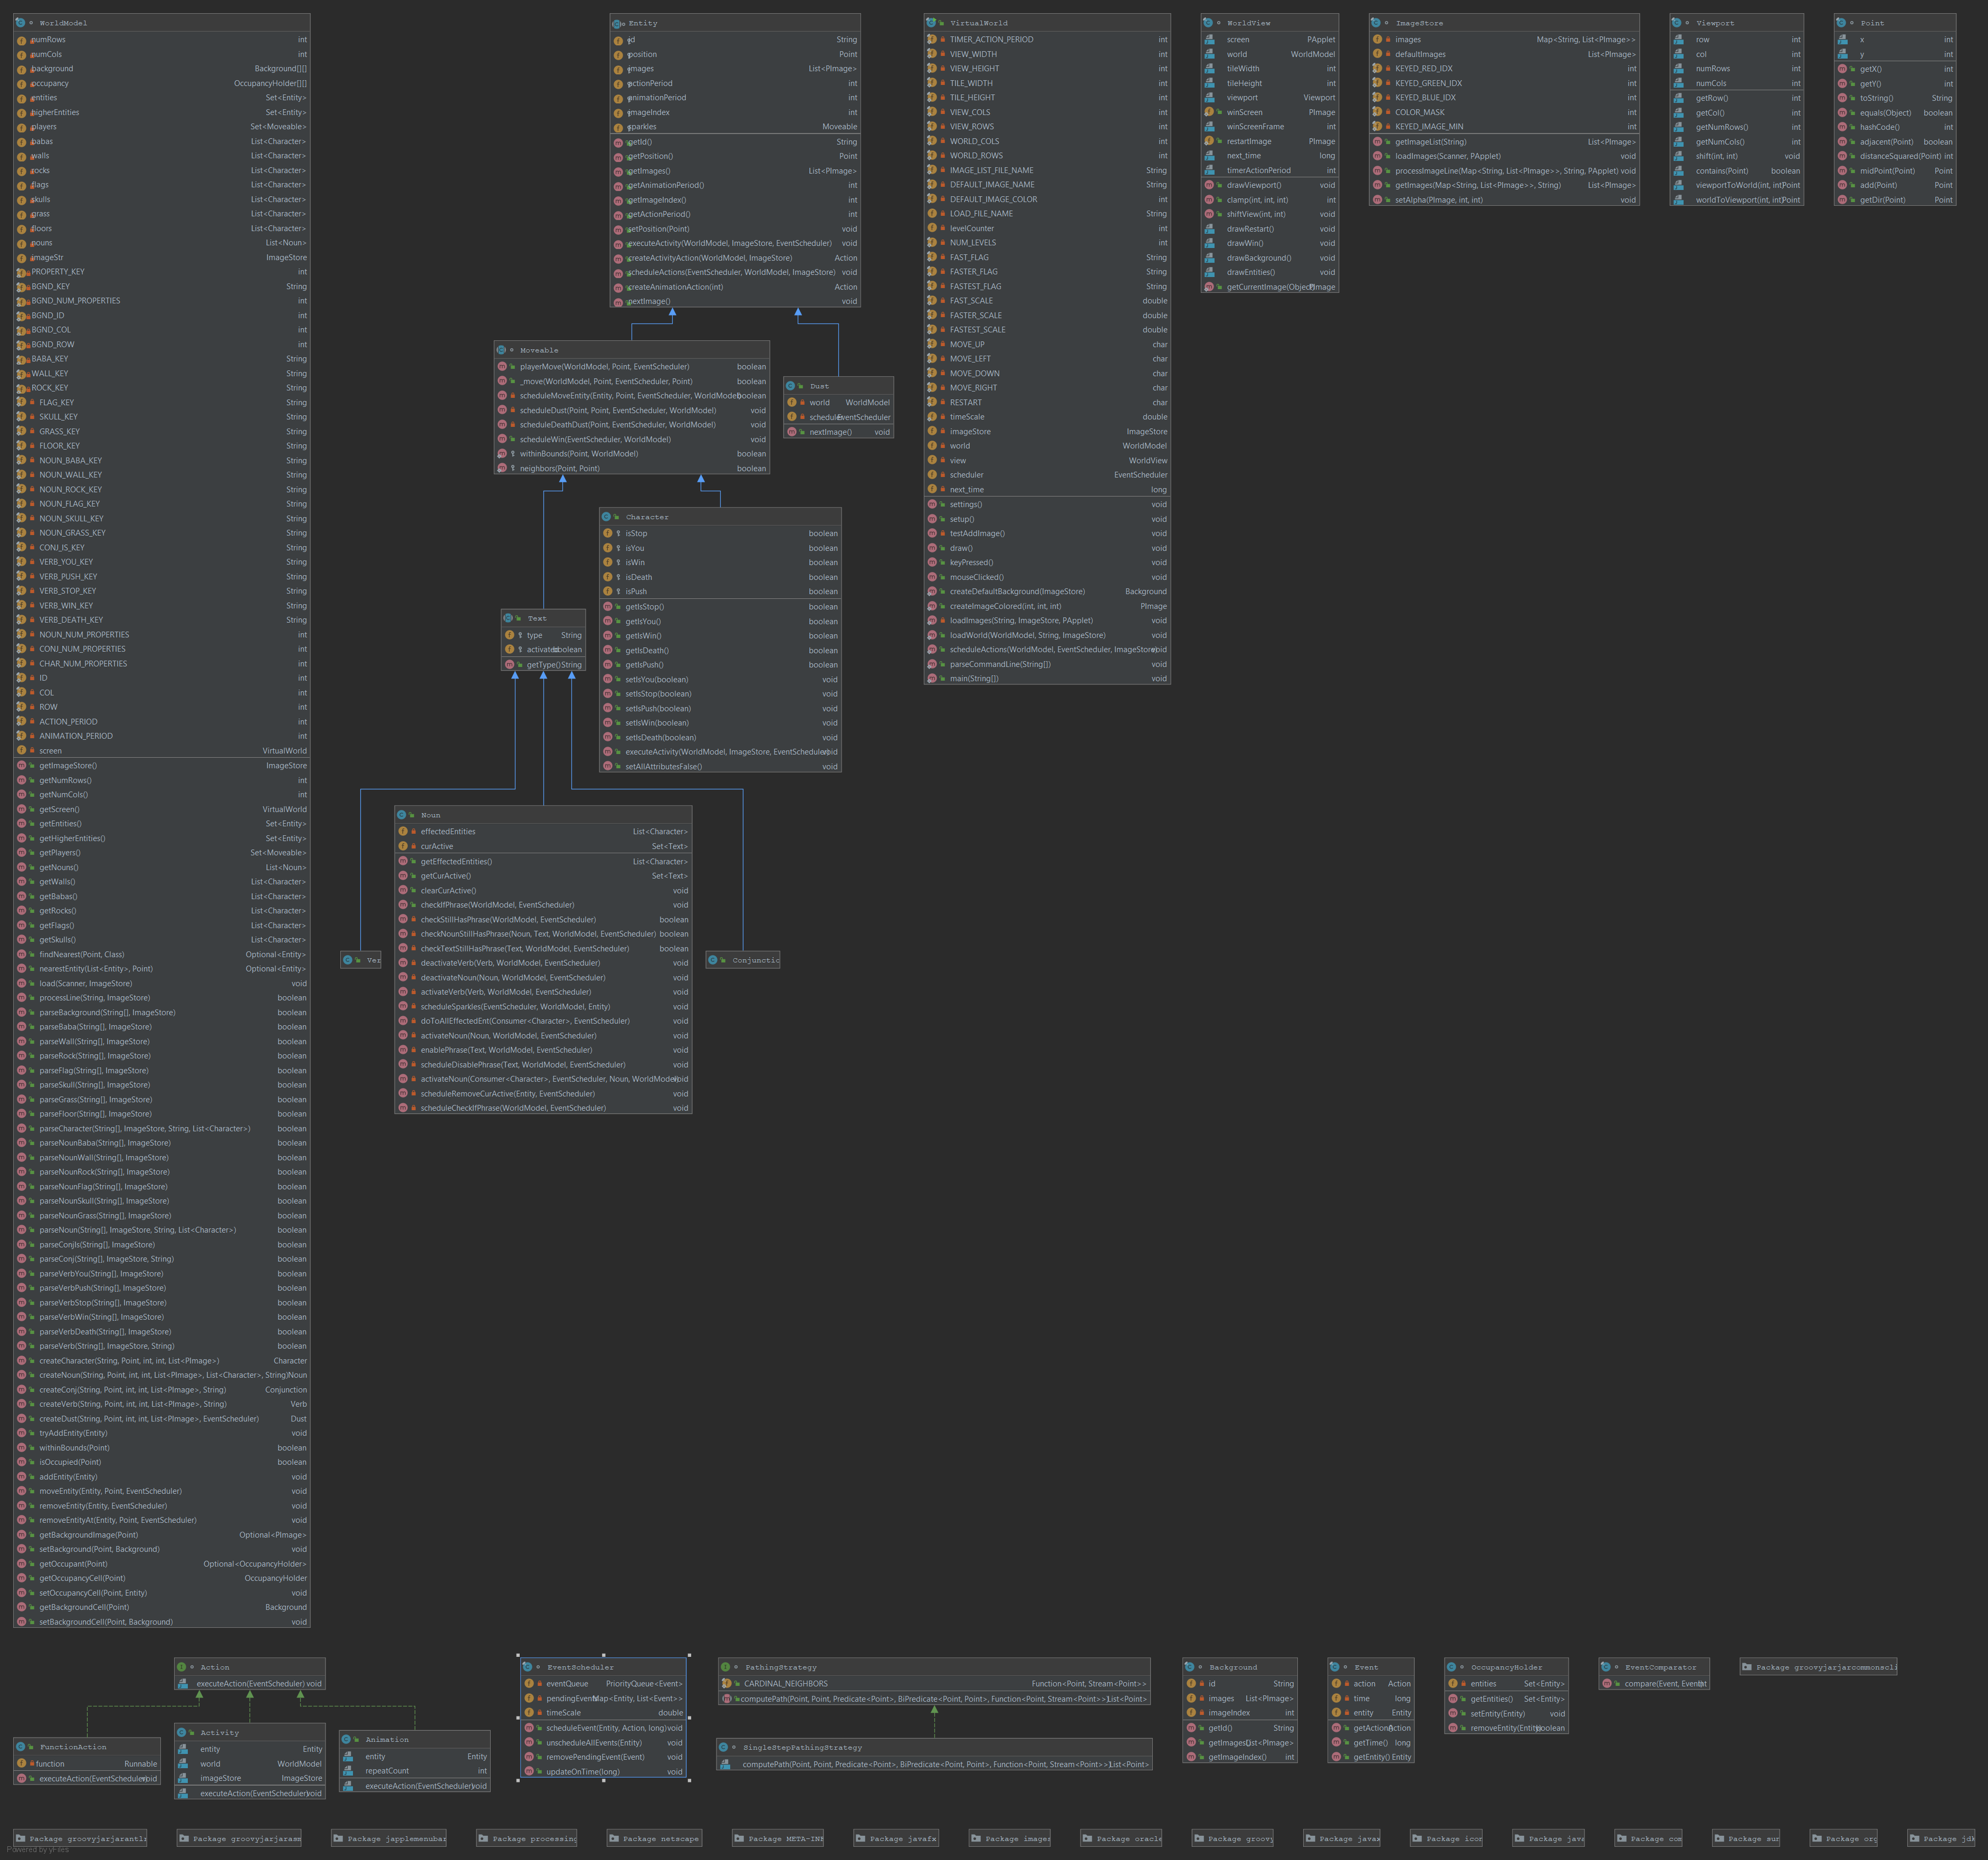 WorldModel
numRows int
numCols int
background Background[][]
occupancy OccupancyHolder[][]
entities Set<Entity>
higherEntities Set<Entity>
players Set<Moveable>
babas List<Character>
walls List<Character>
rocks List<Character>
flags List<Character>
skulls List<Character>
grass List<Character>
floors List<Character>
nouns List<Noun>
imageStr ImageStore
PROPERTY_KEY int
BGND_KEY String
BGND_NUM_PROPERTIES int
BGND_ID int
BGND_COL int
BGND_ROW int
BABA_KEY String
WALL_KEY String
ROCK_KEY String
FLAG_KEY String
SKULL_KEY String
GRASS_KEY String
FLOOR_KEY String
NOUN_BABA_KEY String
NOUN_WALL_KEY String
NOUN_ROCK_KEY String
NOUN_FLAG_KEY String
NOUN_SKULL_KEY String
NOUN_GRASS_KEY String
CONJ_IS_KEY String
VERB_YOU_KEY String
VERB_PUSH_KEY String
VERB_STOP_KEY String
VERB_WIN_KEY String
VERB_DEATH_KEY String
NOUN_NUM_PROPERTIES int
CONJ_NUM_PROPERTIES int
CHAR_NUM_PROPERTIES int
ID int
COL int
ROW int
ACTION_PERIOD int
ANIMATION_PERIOD int
screen VirtualWorld
getImageStore() ImageStore
getNumRows() int
getNumCols() int
getScreen() VirtualWorld
getEntities() Set<Entity>
getHigherEntities() Set<Entity>
getPlayers() Set<Moveable>
getNouns() List<Noun>
getWalls() List<Character>
getBabas() List<Character>
getRocks() List<Character>
getFlags() List<Character>
getSkulls() List<Character>
findNearest(Point, Class) Optional<Entity>
nearestEntity(List<Entity>, Point) Optional<Entity>
load(Scanner, ImageStore) void
processLine(String, ImageStore) boolean
parseBackground(String[], ImageStore) boolean
parseBaba(String[], ImageStore) boolean
parseWall(String[], ImageStore) boolean
parseRock(String[], ImageStore) boolean
parseFlag(String[], ImageStore) boolean
parseSkull(String[], ImageStore) boolean
parseGrass(String[], ImageStore) boolean
parseFloor(String[], ImageStore) boolean
parseCharacter(String[], ImageStore, String, List<Character>) boolean
parseNounBaba(String[], ImageStore) boolean
parseNounWall(String[], ImageStore) boolean
parseNounRock(String[], ImageStore) boolean
parseNounFlag(String[], ImageStore) boolean
parseNounSkull(String[], ImageStore) boolean
parseNounGrass(String[], ImageStore) boolean
parseNoun(String[], ImageStore, String, List<Character>) boolean
parseConjIs(String[], ImageStore) boolean
parseConj(String[], ImageStore, String) boolean
parseVerbYou(String[], ImageStore) boolean
parseVerbPush(String[], ImageStore) boolean
parseVerbStop(String[], ImageStore) boolean
parseVerbWin(String[], ImageStore) boolean
parseVerbDeath(String[], ImageStore) boolean
parseVerb(String[], ImageStore, String) boolean
createCharacter(String, Point, int, int, List<PImage>) Character
createNoun(String, Point, int, int, List<PImage>, List<Character>, String)Noun
createConj(String, Point, int, int, List<PImage>, String) Conjunction
createVerb(String, Point, int, int, List<PImage>, String) Verb
createDust(String, Point, int, int, List<PImage>, EventScheduler) Dust
tryAddEntity(Entity) void
withinBounds(Point) boolean
isOccupied(Point) boolean
addEntity(Entity) void
moveEntity(Entity, Point, EventScheduler) void
removeEntity(Entity, EventScheduler) void
removeEntityAt(Entity, Point, EventScheduler) void
getBackgroundImage(Point) Optional<PImage>
setBackground(Point, Background) void
getOccupant(Point) Optional<OccupancyHolder>
getOccupancyCell(Point) OccupancyHolder
setOccupancyCell(Point, Entity) void
getBackgroundCell(Point) Background
setBackgroundCell(Point, Background) void
Entity
id String
position Point
images List<PImage>
actionPeriod int
animationPeriod int
imageIndex int
sparkles Moveable
getId() String
getPosition() Point
getImages() List<PImage>
getAnimationPeriod() int
getImageIndex() int
getActionPeriod() int
setPosition(Point) void
executeActivity(WorldModel, ImageStore, EventScheduler) void
createActivityAction(WorldModel, ImageStore) Action
scheduleActions(EventScheduler, WorldModel, ImageStore) void
createAnimationAction(int) Action
nextImage() void
Moveable
playerMove(WorldModel, Point, EventScheduler) boolean
_move(WorldModel, Point, EventScheduler, Point) boolean
scheduleMoveEntity(Entity, Point, EventScheduler, WorldModel)boolean
scheduleDust(Point, Point, EventScheduler, WorldModel) void
scheduleDeathDust(Point, EventScheduler, WorldModel) void
scheduleWin(EventScheduler, WorldModel) void
withinBounds(Point, WorldModel) boolean
neighbors(Point, Point) boolean
Dust
world WorldModel
scheduler EventScheduler
nextImage() void
Character
isStop boolean
isYou boolean
isWin boolean
isDeath boolean
isPush boolean
getIsStop() boolean
getIsYou() boolean
getIsWin() boolean
getIsDeath() boolean
getIsPush() boolean
setIsYou(boolean) void
setIsStop(boolean) void
setIsPush(boolean) void
setIsWin(boolean) void
setIsDeath(boolean) void
executeActivity(WorldModel, ImageStore, EventScheduler)void
setAllAttributesFalse() void
Text
type String
activated boolean
getType()String
Noun
effectedEntities List<Character>
curActive Set<Text>
getEffectedEntities() List<Character>
getCurActive() Set<Text>
clearCurActive() void
checkIfPhrase(WorldModel, EventScheduler) void
checkStillHasPhrase(WorldModel, EventScheduler) boolean
checkNounStillHasPhrase(Noun, Text, WorldModel, EventScheduler) boolean
checkTextStillHasPhrase(Text, WorldModel, EventScheduler) boolean
deactivateVerb(Verb, WorldModel, EventScheduler) void
deactivateNoun(Noun, WorldModel, EventScheduler) void
activateVerb(Verb, WorldModel, EventScheduler) void
scheduleSparkles(EventScheduler, WorldModel, Entity) void
doToAllEffectedEnt(Consumer<Character>, EventScheduler) void
activateNoun(Noun, WorldModel, EventScheduler) void
enablePhrase(Text, WorldModel, EventScheduler) void
scheduleDisablePhrase(Text, WorldModel, EventScheduler) void
activateNoun(Consumer<Character>, EventScheduler, Noun, WorldModel)void
scheduleRemoveCurActive(Entity, EventScheduler) void
scheduleCheckIfPhrase(WorldModel, EventScheduler) void
Ver
Conjunctio
VirtualWorld
TIMER_ACTION_PERIOD int
VIEW_WIDTH int
VIEW_HEIGHT int
TILE_WIDTH int
TILE_HEIGHT int
VIEW_COLS int
VIEW_ROWS int
WORLD_COLS int
WORLD_ROWS int
IMAGE_LIST_FILE_NAME String
DEFAULT_IMAGE_NAME String
DEFAULT_IMAGE_COLOR int
LOAD_FILE_NAME String
levelCounter int
NUM_LEVELS int
FAST_FLAG String
FASTER_FLAG String
FASTEST_FLAG String
FAST_SCALE double
FASTER_SCALE double
FASTEST_SCALE double
MOVE_UP char
MOVE_LEFT char
MOVE_DOWN char
MOVE_RIGHT char
RESTART char
timeScale double
imageStore ImageStore
world WorldModel
view WorldView
scheduler EventScheduler
next_time long
settings() void
setup() void
testAddImage() void
draw() void
keyPressed() void
mouseClicked() void
createDefaultBackground(ImageStore) Background
createImageColored(int, int, int) PImage
loadImages(String, ImageStore, PApplet) void
loadWorld(WorldModel, String, ImageStore) void
scheduleActions(WorldModel, EventScheduler, ImageStore)void
parseCommandLine(String[]) void
main(String[]) void
WorldView
screen PApplet
world WorldModel
tileWidth int
tileHeight int
viewport Viewport
winScreen PImage
winScreenFrame int
restartImage PImage
next_time long
timerActionPeriod int
drawViewport() void
clamp(int, int, int) int
shiftView(int, int) void
drawRestart() void
drawWin() void
drawBackground() void
drawEntities() void
getCurrentImage(Object)PImage
ImageStore
images Map<String, List<PImage>>
defaultImages List<PImage>
KEYED_RED_IDX int
KEYED_GREEN_IDX int
KEYED_BLUE_IDX int
COLOR_MASK int
KEYED_IMAGE_MIN int
getImageList(String) List<PImage>
loadImages(Scanner, PApplet) void
processImageLine(Map<String, List<PImage>>, String, PApplet) void
getImages(Map<String, List<PImage>>, String) List<PImage>
setAlpha(PImage, int, int) void
Viewport
row int
col int
numRows int
numCols int
getRow() int
getCol() int
getNumRows() int
getNumCols() int
shift(int, int) void
contains(Point) boolean
viewportToWorld(int, int)Point
worldToViewport(int, int)Point
Point
x int
y int
getX() int
getY() int
toString() String
equals(Object) boolean
hashCode() int
adjacent(Point) boolean
distanceSquared(Point) int
midPoint(Point) Point
add(Point) Point
getDir(Point) Point
Action
executeAction(EventScheduler) void
FunctionAction
function Runnable
executeAction(EventScheduler)void
Activity
entity Entity
world WorldModel
imageStore ImageStore
executeAction(EventScheduler)void
Animation
entity Entity
repeatCount int
executeAction(EventScheduler)void
EventScheduler
eventQueue PriorityQueue<Event>
pendingEvents Map<Entity, List<Event>>
timeScale double
scheduleEvent(Entity, Action, long)void
unscheduleAllEvents(Entity) void
removePendingEvent(Event) void
updateOnTime(long) void
PathingStrategy
CARDINAL_NEIGHBORS Function<Point, Stream<Point>>
computePath(Point, Point, Predicate<Point>, BiPredicate<Point, Point>, Function<Point, Stream<Point>>)List<Point>
SingleStepPathingStrategy
computePath(Point, Point, Predicate<Point>, BiPredicate<Point, Point>, Function<Point, Stream<Point>>)List<Point>
Background
id String
images List<PImage>
imageIndex int
getId() String
getImages()List<PImage>
getImageIndex() int
Event
action Action
time long
entity Entity
getAction()Action
getTime() long
getEntity() Entity
OccupancyHolder
entities Set<Entity>
getEntities() Set<Entity>
setEntity(Entity) void
removeEntity(Entity)boolean
EventComparator
compare(Event, Event)int
Package groovyjarjarcommonscli
Package groovyjarjarantlr
Package groovyjarjarasm
Package japplemenubar
Package processing
Package netscape
Package META-INF
Package javafx
Package images
Package oracle
Package groovy
Package javax
Package icon
Package java
Package com
Package sun
Package org
Package jdk
Powered by yFiles